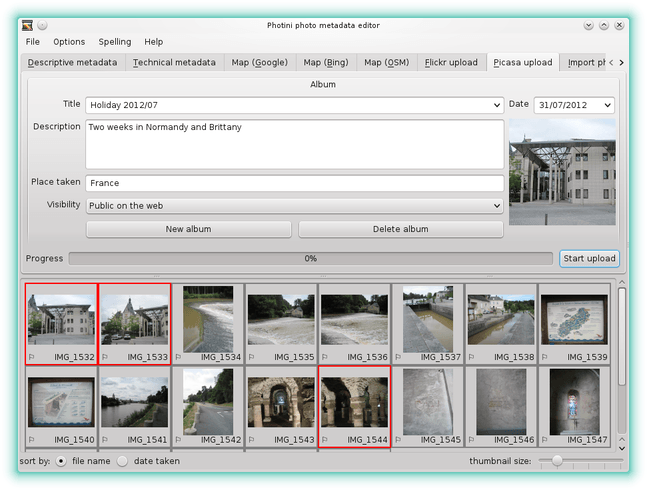 Photini photo metadata editor
File Options Spelling Help
Descriptive metadata Technical metadata Map (Google) Map (Bing) Map (OSM) Flickr upload Picasa upload Import ph
Album
Title Holiday 2012/07 Date 31/07/2012
Description Two weeks in Normandy and Brittany
Place taken France
Visibility Public on the web
New album Delete album
Progress 0% Start upload
IMG_1532 IMG_1533 IMG_1534 IMG_1535 IMG_1536 IMG_1537 IMG_1538 IMG_1539
IMG_1540 IMG_1541 IMG_1542 IMG_1543 IMG_1544 IMG_1545 IMG_1546 IMG_1547
sort by: file name date taken thumbnail size: